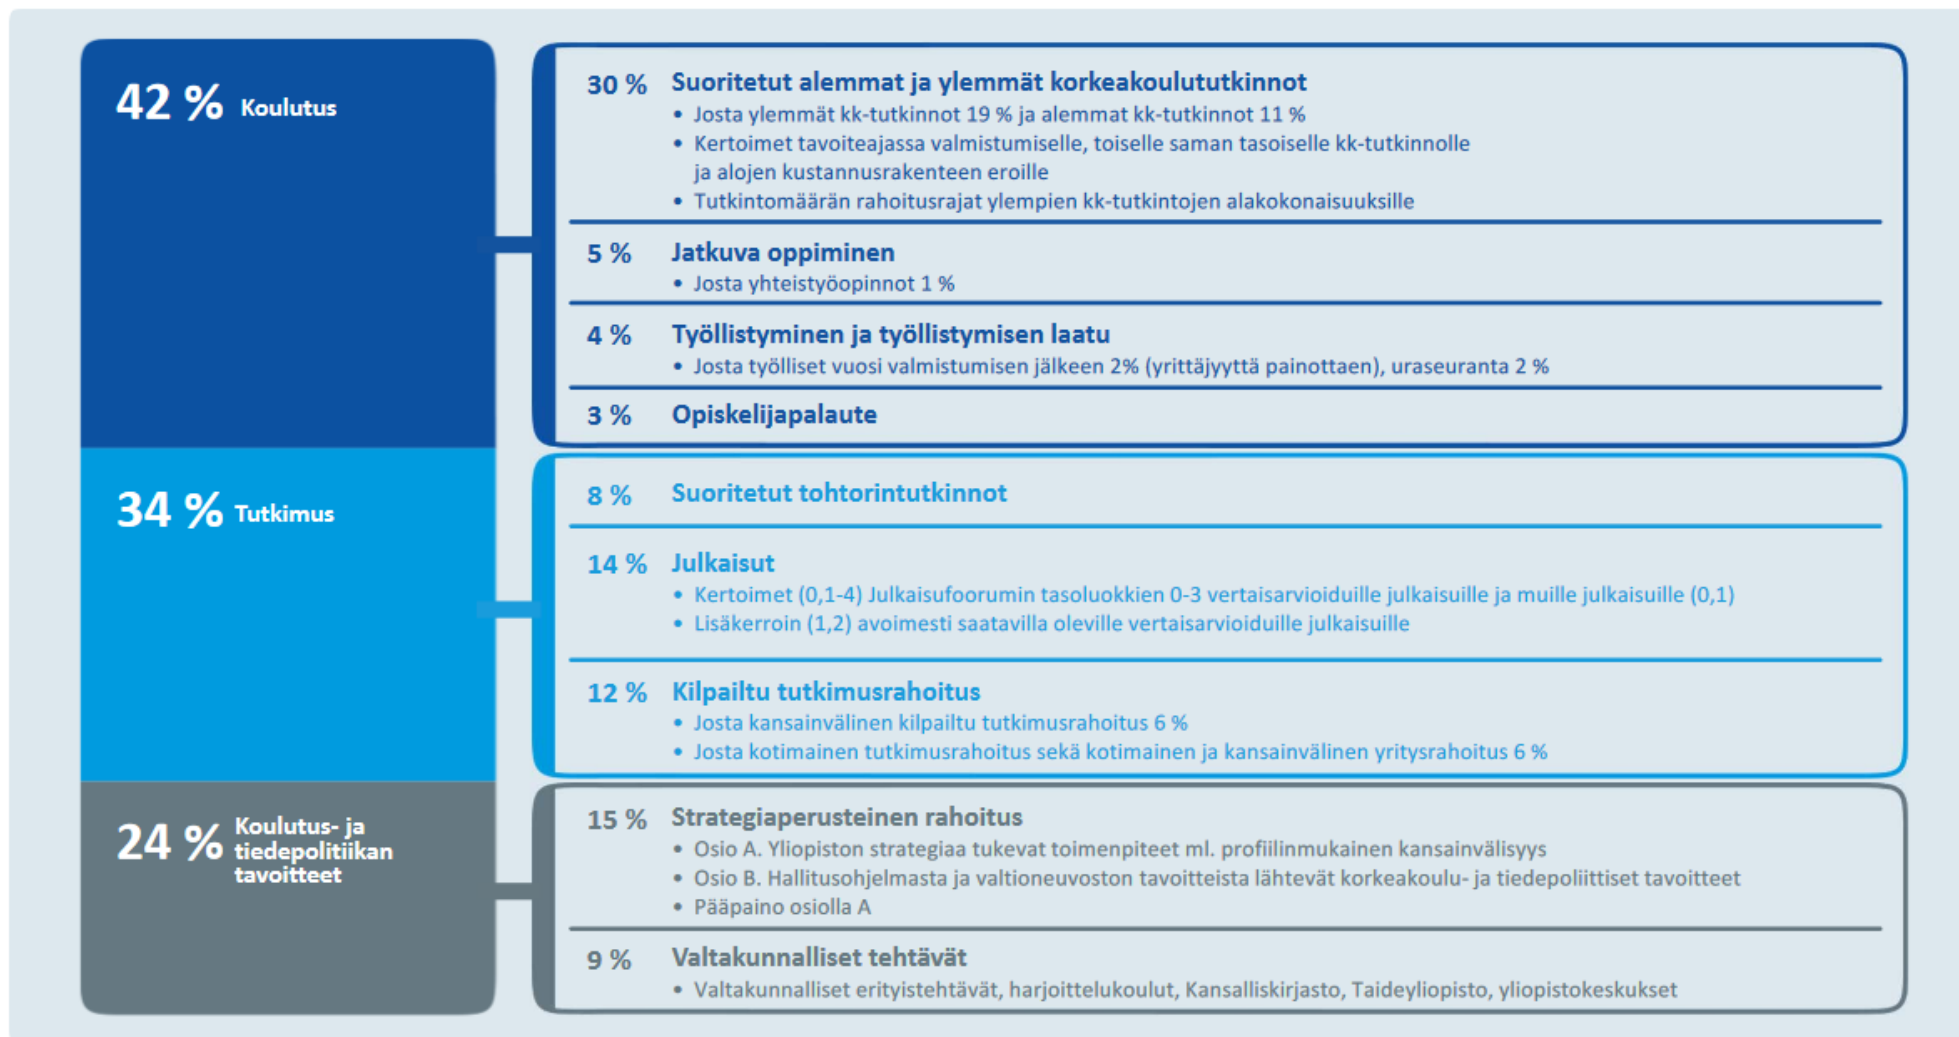 42 % Koulutus
30 % Suoritetut alemmat ja ylemmät korkeakoulututkinnot
• Josta ylemmät kk-tutkinnot 19 % ja alemmat kk-tutkinnot 11 %
• Kertoimet tavoiteajassa valmistumiselle, toiselle saman tasoiselle kk-tutkinnolle
ja alojen kustannusrakenteen eroille
• Tutkintomäärän rahoitusrajat ylempien kk-tutkintojen alakokonaisuuksille
5 % Jatkuva oppiminen
• Josta yhteistyöopinnot 1 %
4 % Työllistyminen ja työllistymisen laatu
• Josta työlliset vuosi valmistumisen jälkeen 2% (yrittäjyyttä painottaen), uraseuranta 2 %
3 % Opiskelijapalaute
34 % Tutkimus
8 % Suoritetut tohtorintutkinnot
14 % Julkaisut
• Kertoimet (0,1-4) Julkaisufoorumin tasoluokkien 0-3 vertaisarvioiduille julkaisuille ja muille julkaisuille (0,1)
• Lisäkerroin (1,2) avoimesti saatavilla oleville vertaisarvioiduille julkaisuille
12 % Kilpailtu tutkimusrahoitus
• Josta kansainvälinen kilpailtu tutkimusrahoitus 6 %
• Josta kotimainen tutkimusrahoitus sekä kotimainen ja kansainvälinen yritysrahoitus 6 %
24 % Koulutus- ja
tiedepolitiikan
tavoitteet
15 % Strategiaperusteinen rahoitus
• Osio A. Yliopiston strategiaa tukevat toimenpiteet ml. profiilinmukainen kansainvälisyys
• Osio B. Hallitusohjelmasta ja valtioneuvoston tavoitteista lähtevät korkeakoulu- ja tiedepoliittiset tavoitteet
• Pääpaino osiolla A
9 % Valtakunnalliset tehtävät
• Valtakunnalliset erityistehtävät, harjoittelukoulut, Kansalliskirjasto, Taideyliopisto, yliopistokeskukset